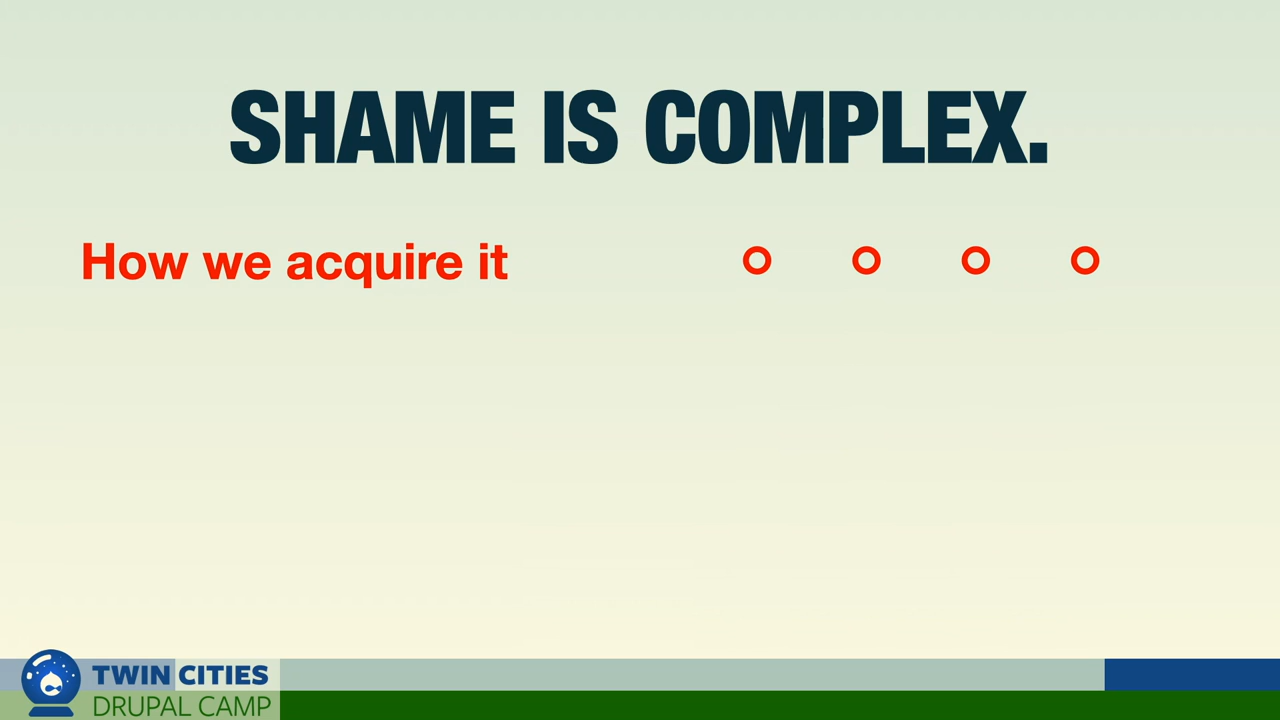 SHAME IS COMPLEX.
How we acquire it
TWIN CITIES
DRUPAL CAMP